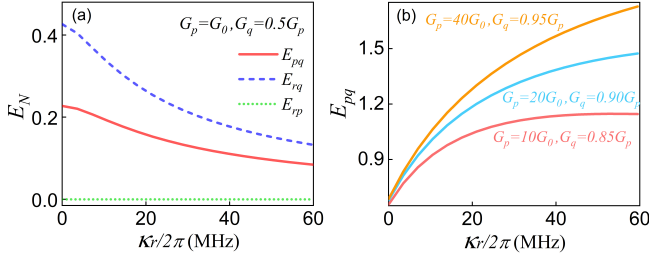 (a)
G_p=G_0, G_q=0.5G_p
E_pq
E_rq
E_rp
E_N
0.4
0.2
0.0
0 20 40 60
κ_r/2π (MHz)
(b)
G_p=40G_0, G_q=0.95G_p
G_p=20G_0, G_q=0.90G_p
G_p=10G_0, G_q=0.85G_p
E_pq
1.5
1.2
0.9
0 20 40 60
κ_r/2π (MHz)